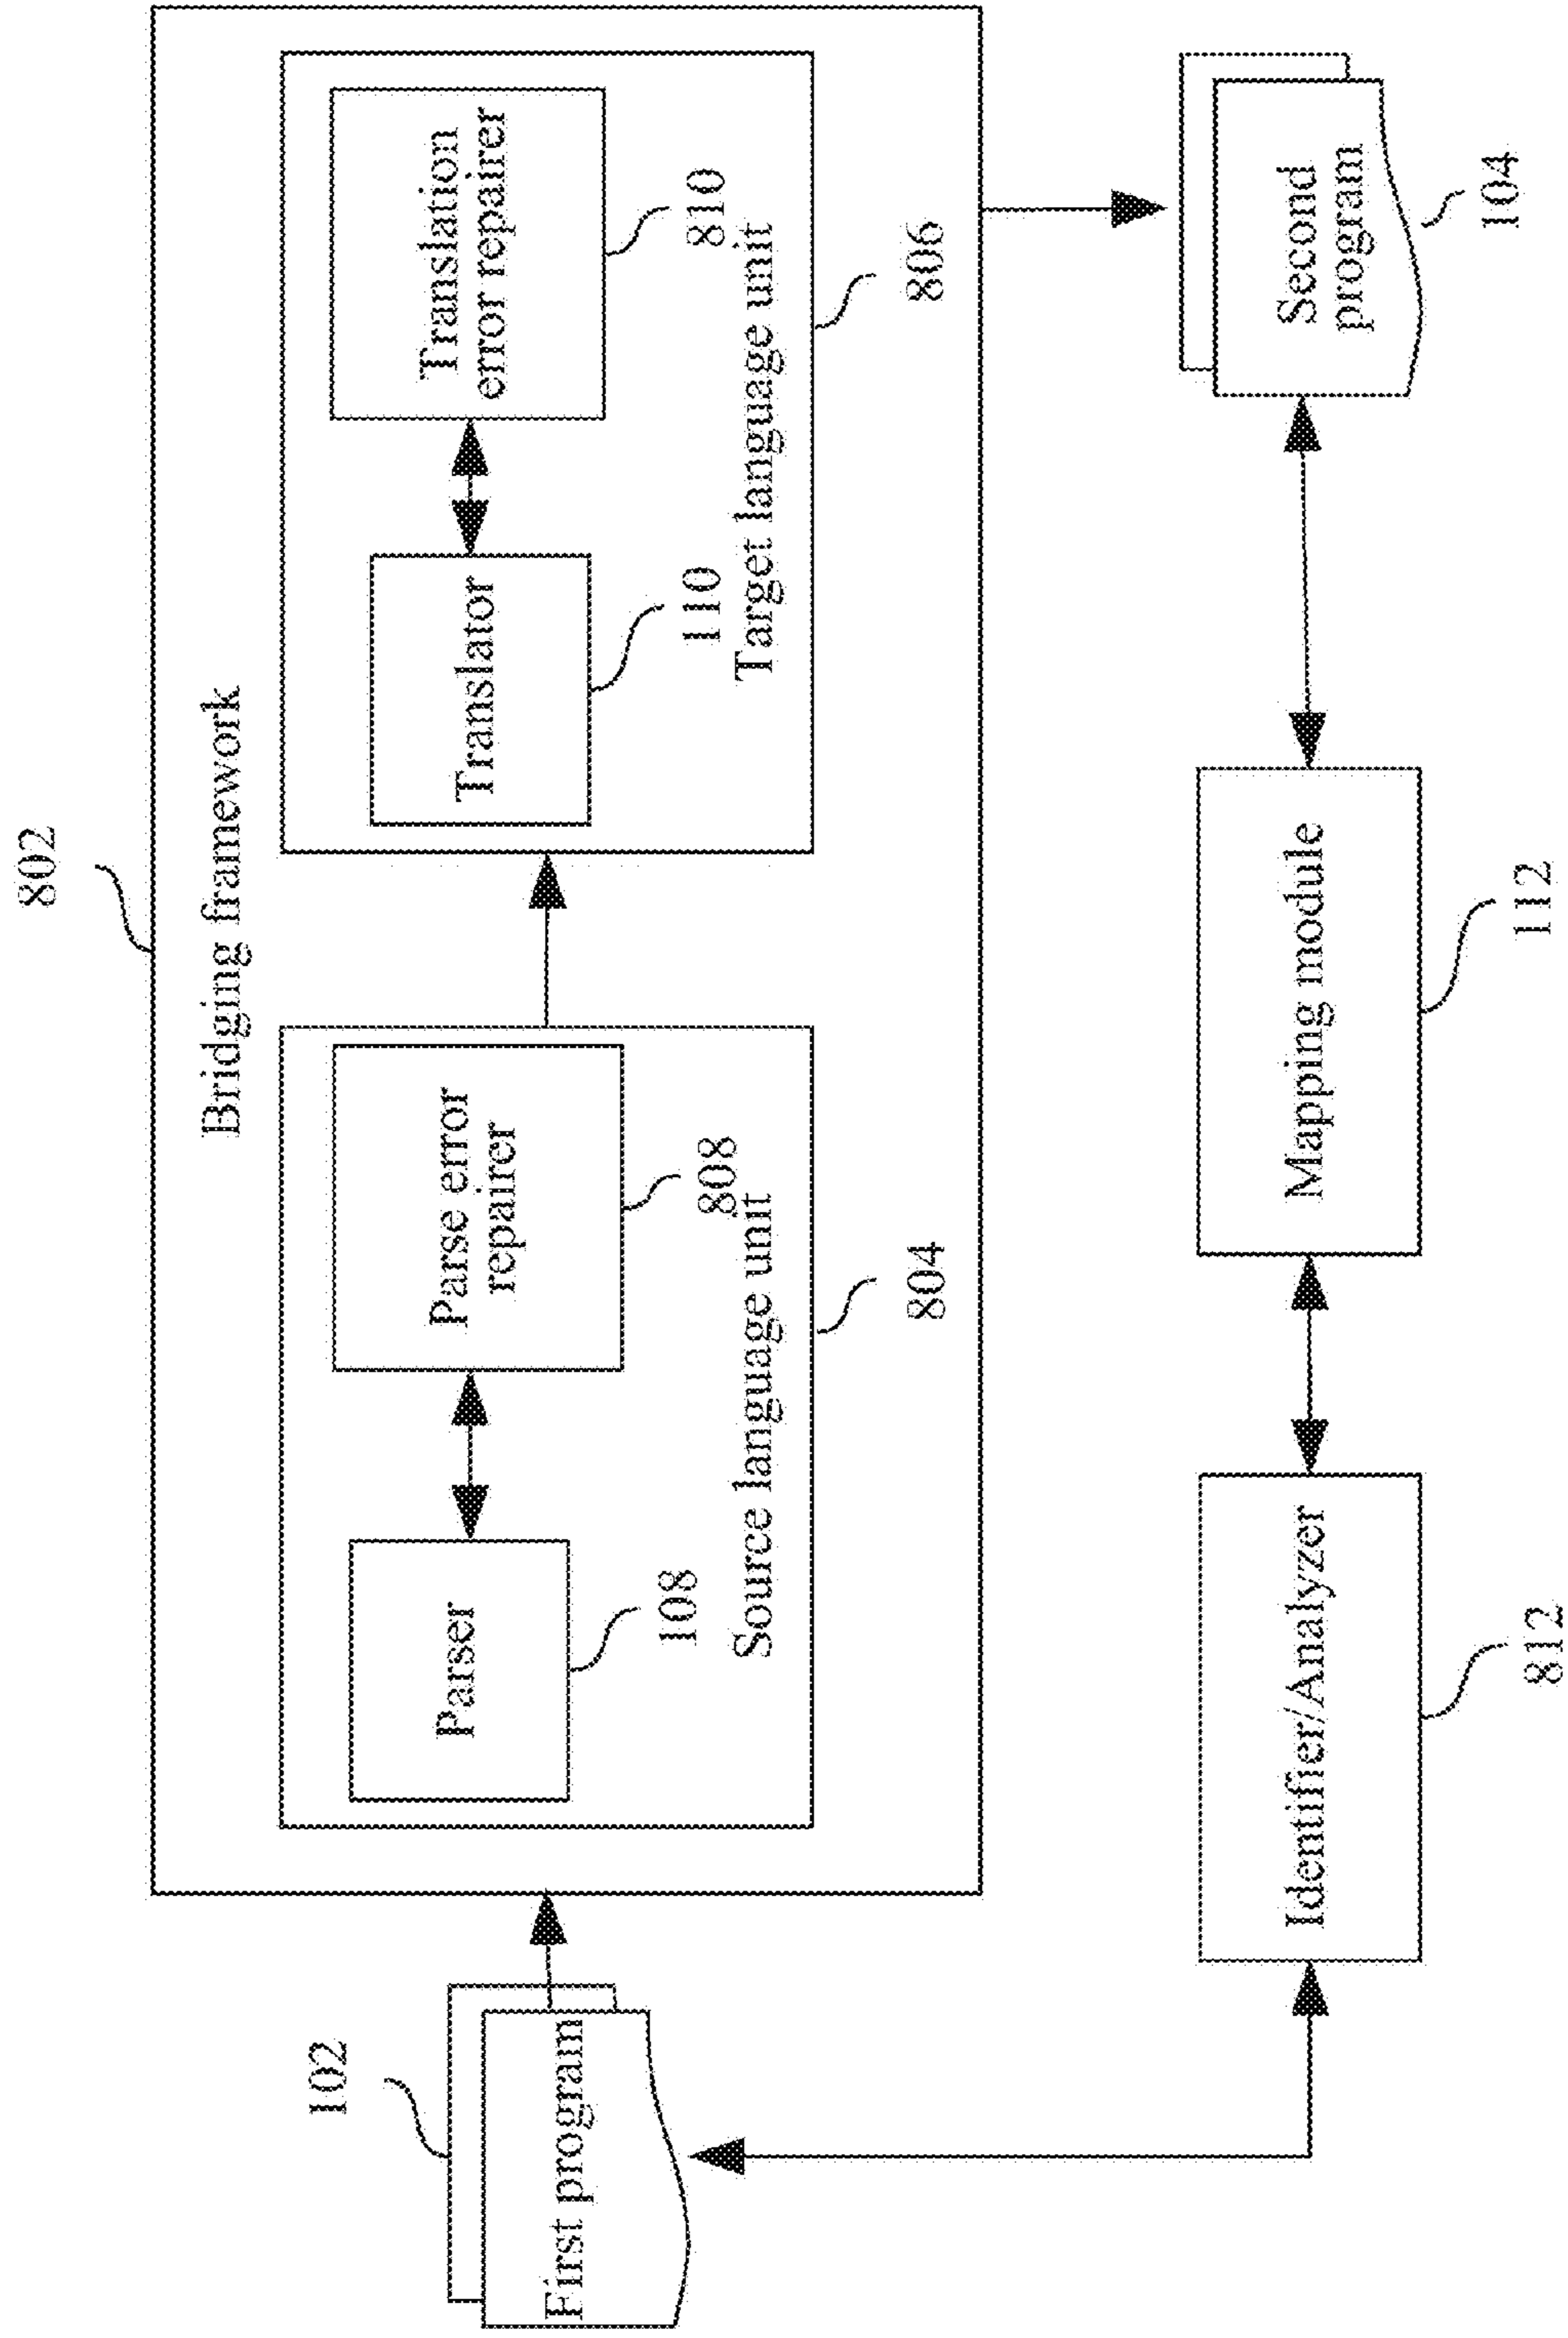 802
Bridging framework
102
First program
Parser
108
Parse error
repairer
808
Source language unit
804
Translator
110
Translation
error repairer
810
Target language unit
806
Identifier/Analyzer
812
Mapping module
112
Second
program
104